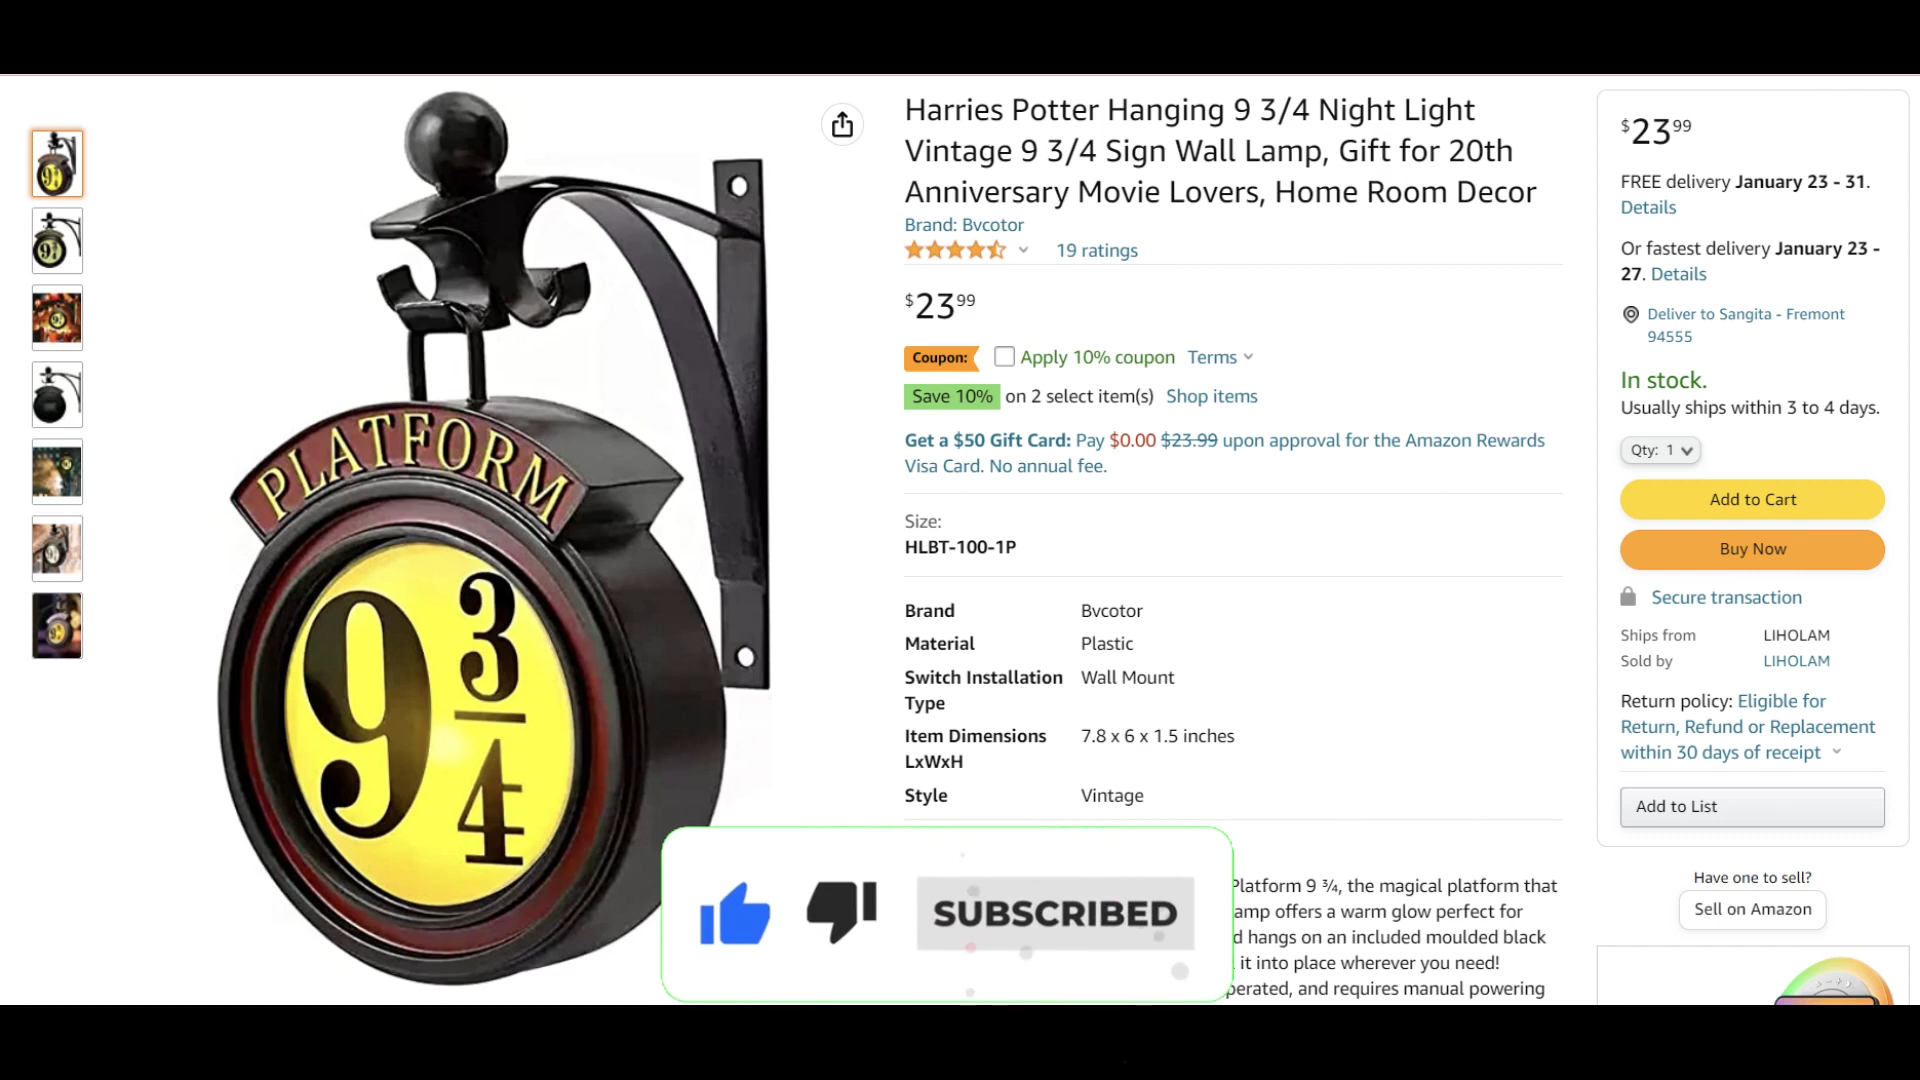 Harries Potter Hanging 9 3/4 Night Light
Vintage 9 3/4 Sign Wall Lamp, Gift for 20th
Anniversary Movie Lovers, Home Room Decor
Brand: Bvcotor
19 ratings
$23 99
Coupon: Apply 10% coupon Terms
Save 10% on 2 select item(s) Shop items
Get a $50 Gift Card: Pay $0.00 $23.99 upon approval for the Amazon Rewards
Visa Card. No annual fee.
Size:
HLBT-100-1P
Brand Bvcotor
Material Plastic
Switch Installation Wall Mount
Type
Item Dimensions 7.8 x 6 x 1.5 inches
LxWxH
Style Vintage
Platform 9 ¾, the magical platform that
amp offers a warm glow perfect for
d hangs on an included moulded black
it into place wherever you need!
perated, and requires manual powering
PLATFORM
9 3/4
SUBSCRIBED
$23 99
FREE delivery January 23 - 31.
Details
Or fastest delivery January 23 -
27. Details
Deliver to Sangita - Fremont
94555
In stock.
Usually ships within 3 to 4 days.
Qty: 1
Add to Cart
Buy Now
Secure transaction
Ships from LIHOLAM
Sold by LIHOLAM
Return policy: Eligible for
Return, Refund or Replacement
within 30 days of receipt
Add to List
Have one to sell?
Sell on Amazon